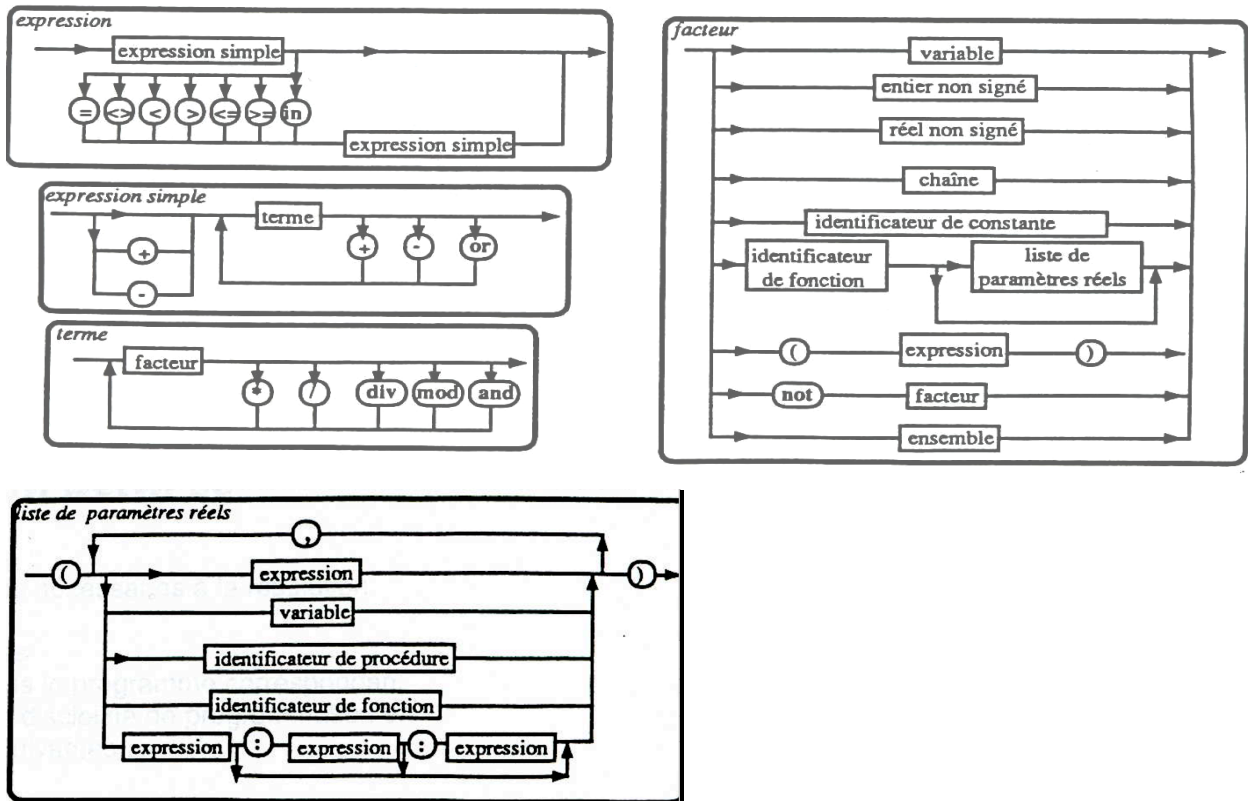 expression
expression simple
= <> < > <= >= in
expression simple
expression simple
terme
+ + - or
-
terme
facteur
* / div mod and
facteur
variable
entier non signé
réel non signé
chaîne
identificateur de constante
identificateur
de fonction
liste de
paramètres réels
( expression )
not facteur
ensemble
liste de paramètres réels
,
( expression )
variable
identificateur de procédure
identificateur de fonction
expression : expression : expression